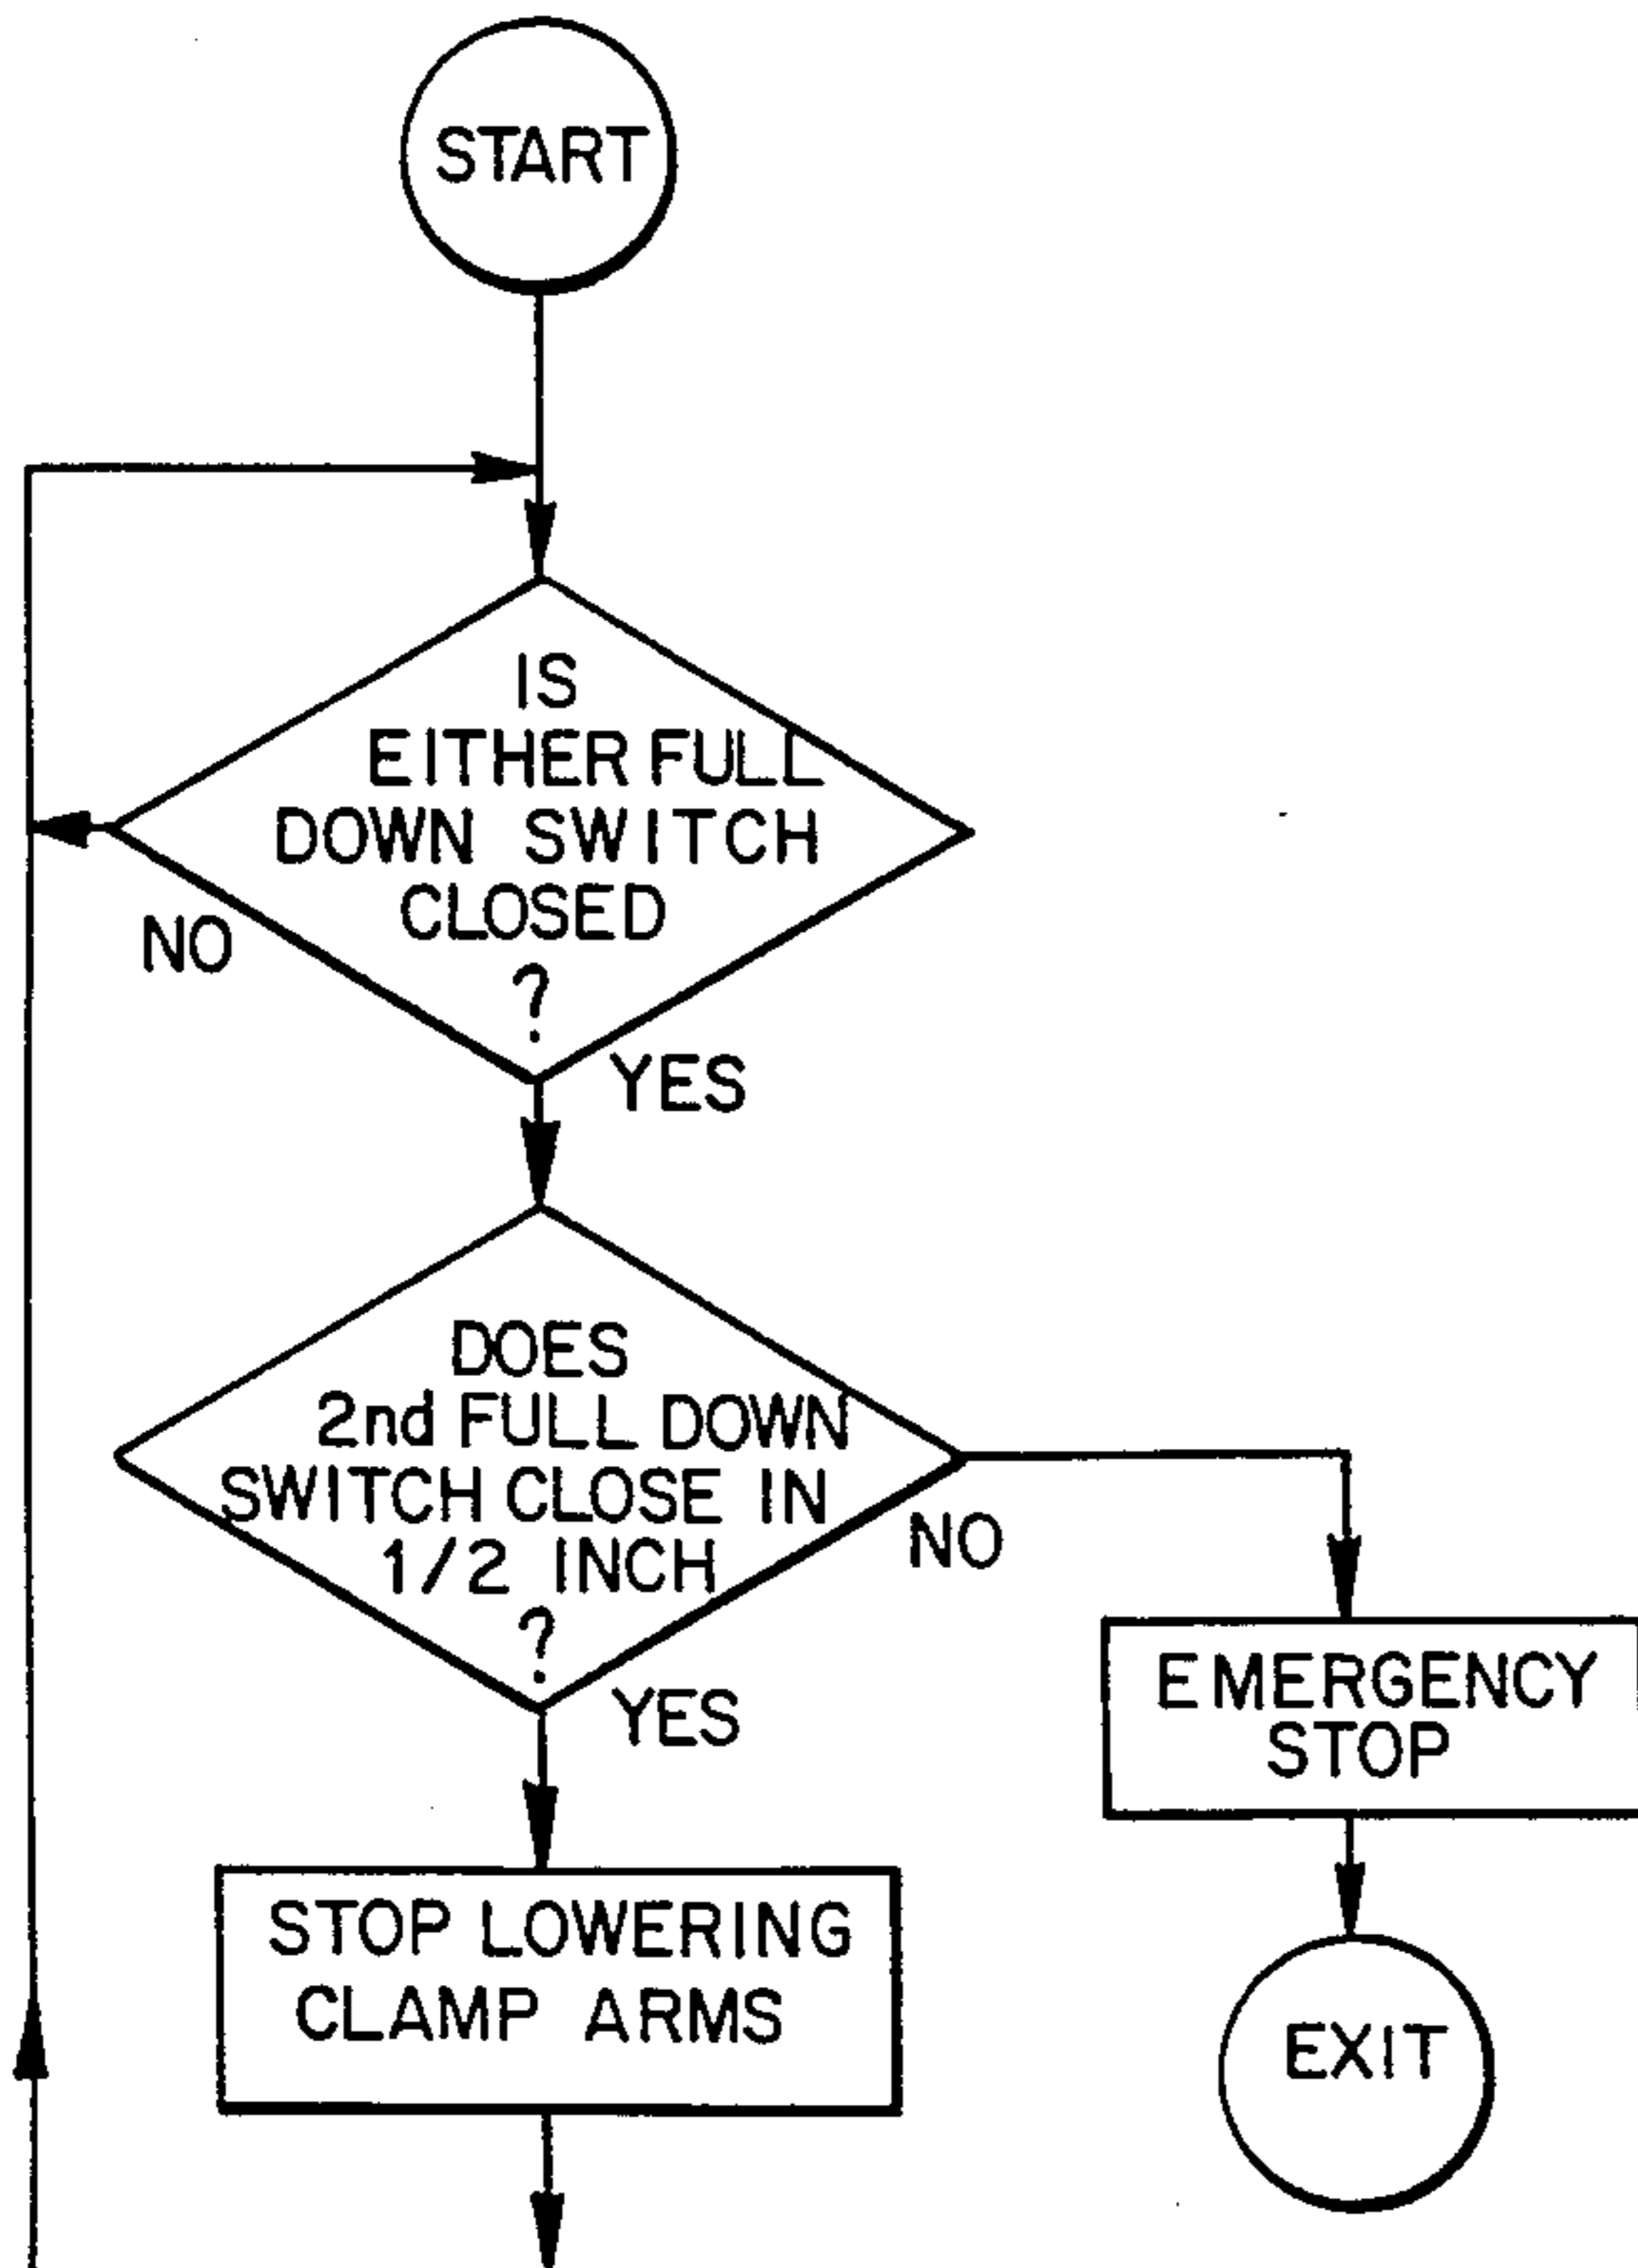 START
IS
EITHER FULL
DOWN SWITCH
CLOSED
?
NO
YES
DOES
2nd FULL DOWN
SWITCH CLOSE IN
1/2 INCH
?
NO
YES
EMERGENCY
STOP
STOP LOWERING
CLAMP ARMS
EXIT